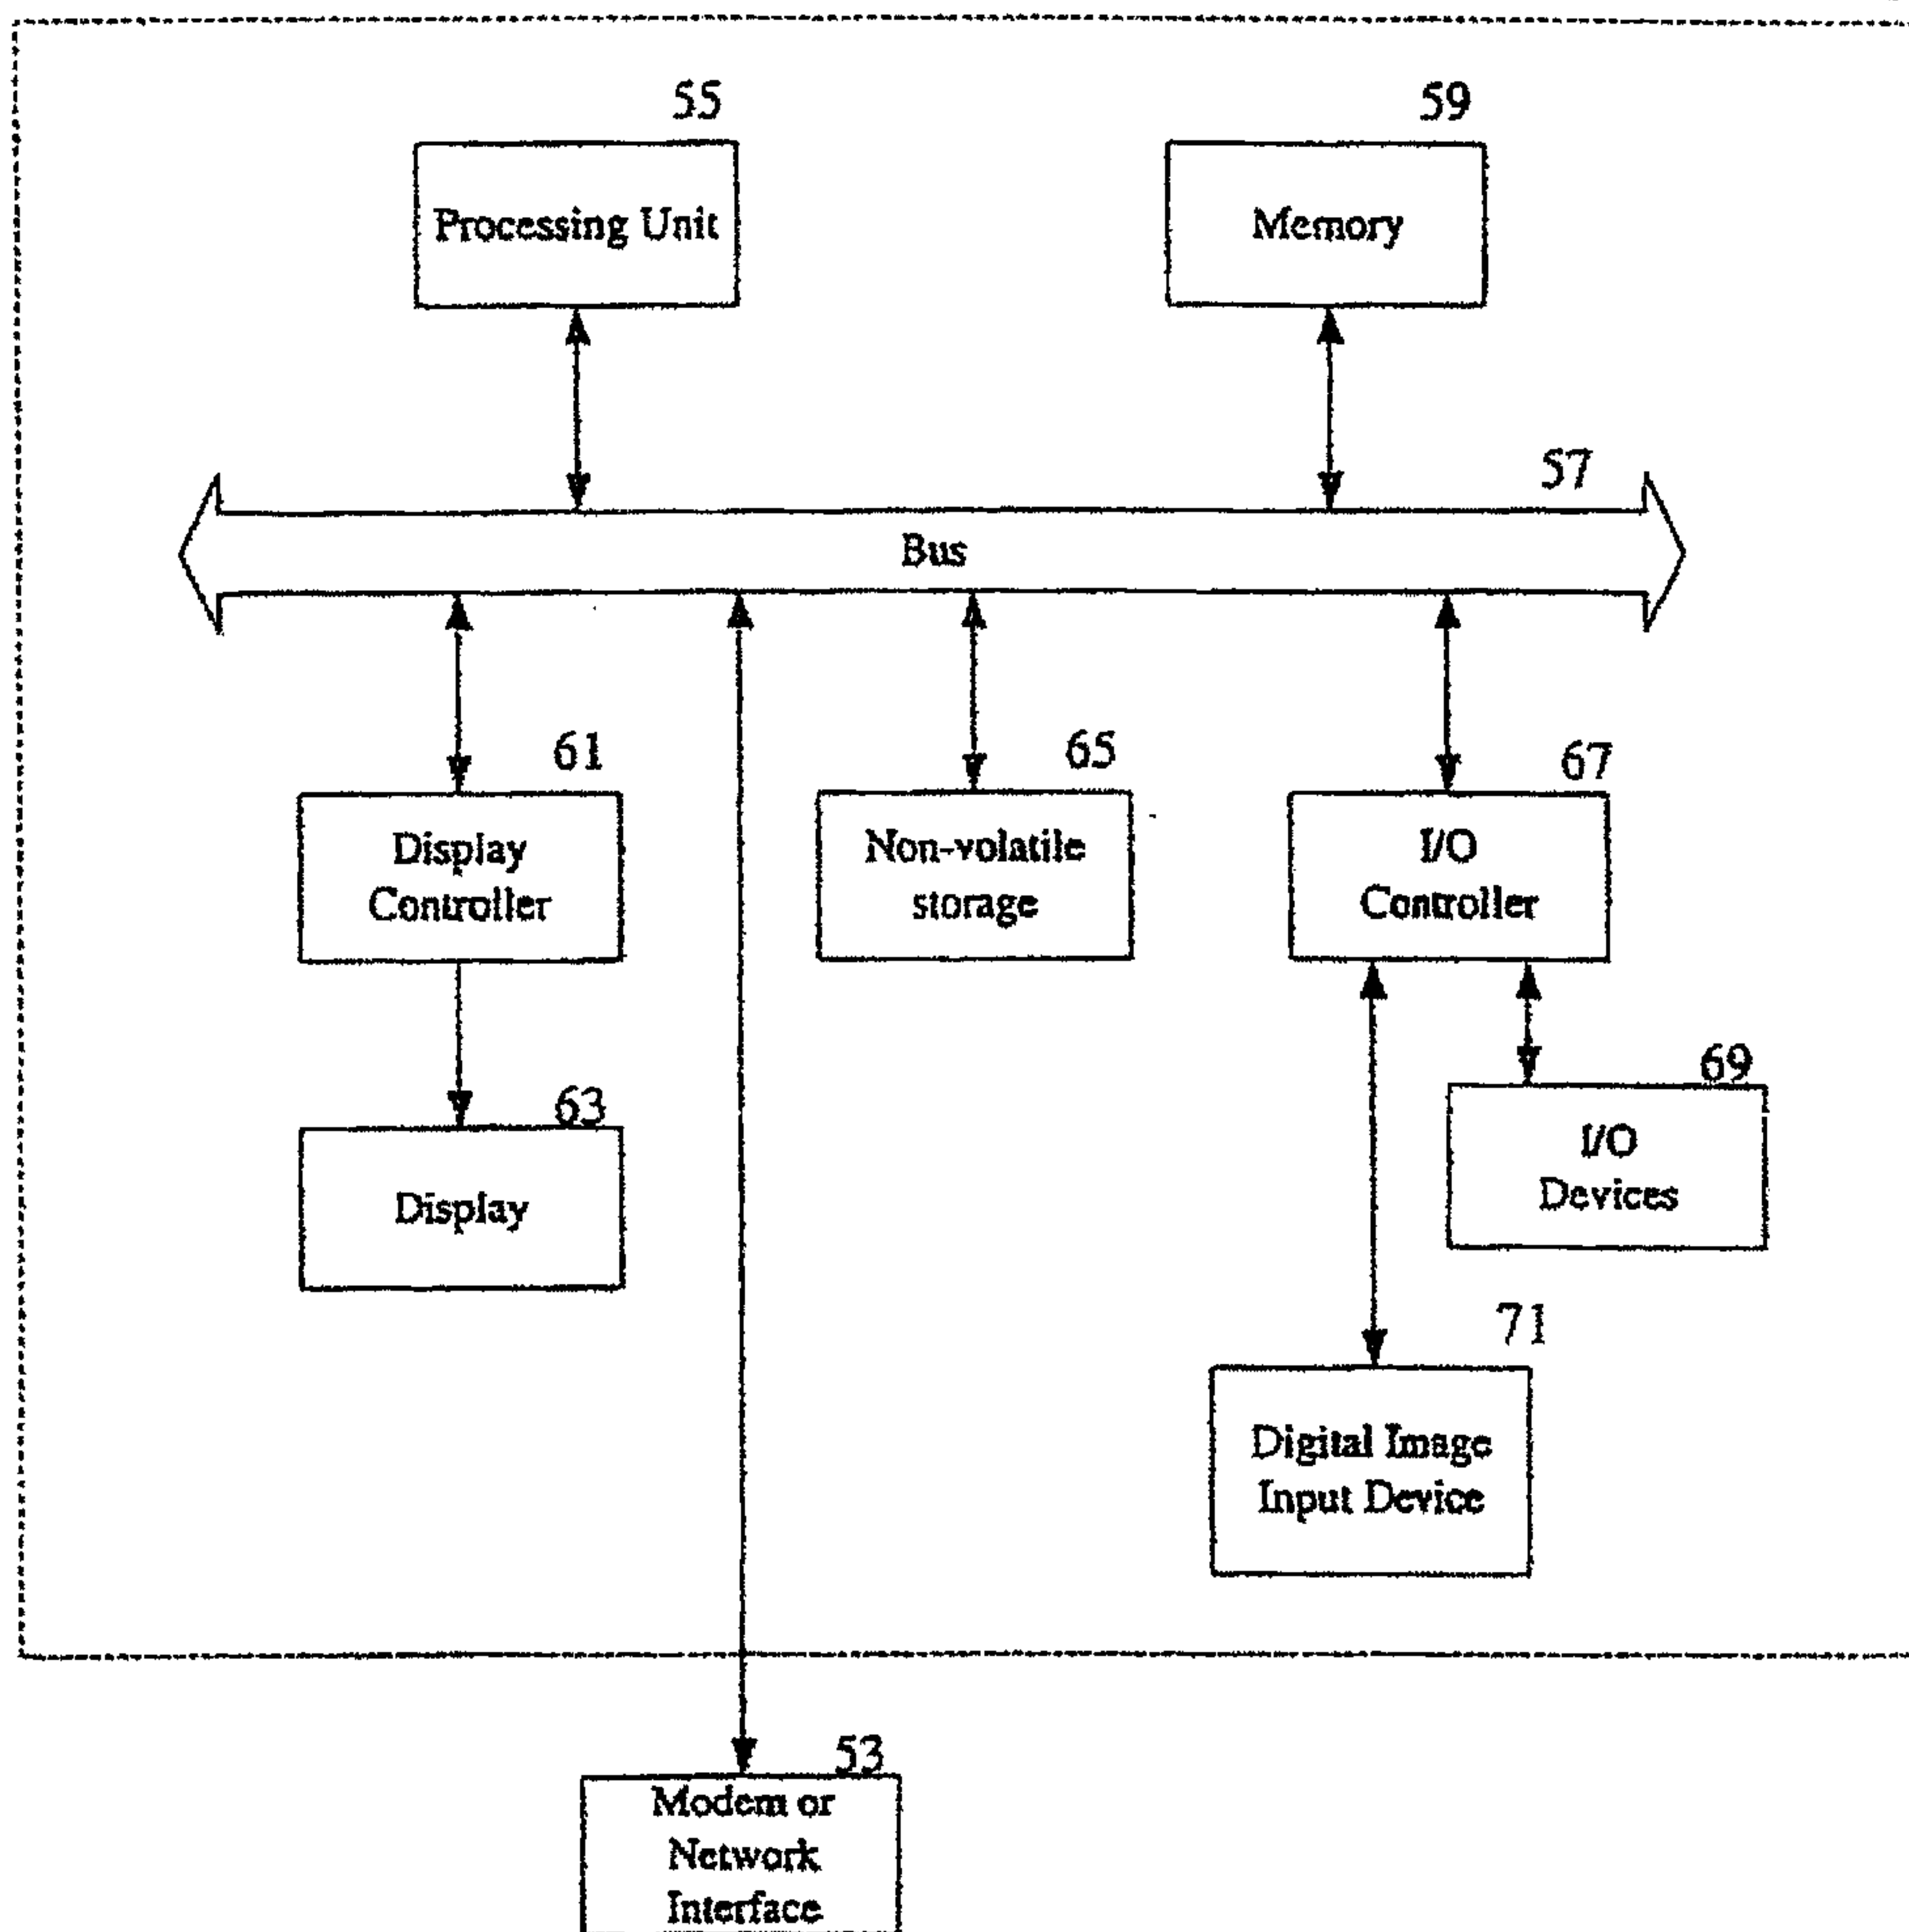 55
59
Processing Unit
Memory
57
Bus
61
65
67
Display
Controller
Non-volatile
storage
I/O
Controller
63
69
Display
I/O
Devices
71
Digital Image
Input Device
53
Modem or
Network
Interface